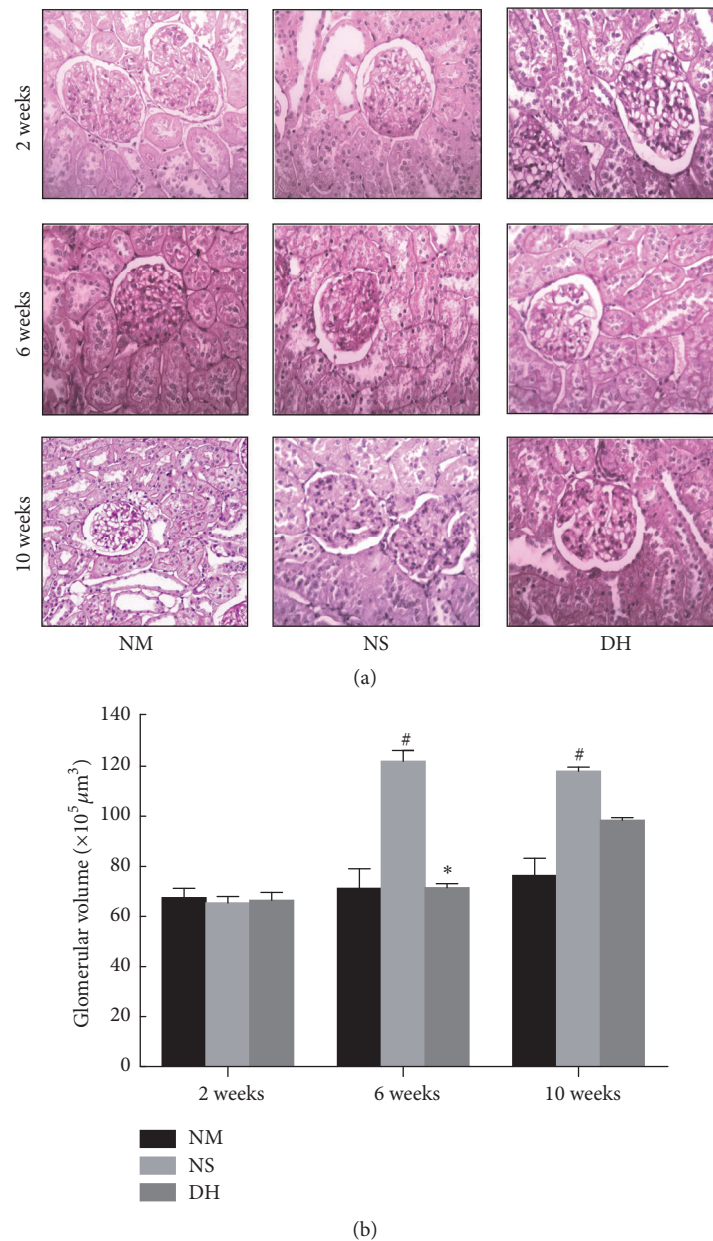 2 weeks
6 weeks
10 weeks
NM NS DH
(a)
Glomerular volume (×10⁵ μm³)
140
120
100
80
60
40
20
0
#
*
#
2 weeks 6 weeks 10 weeks
NM
NS
DH
(b)